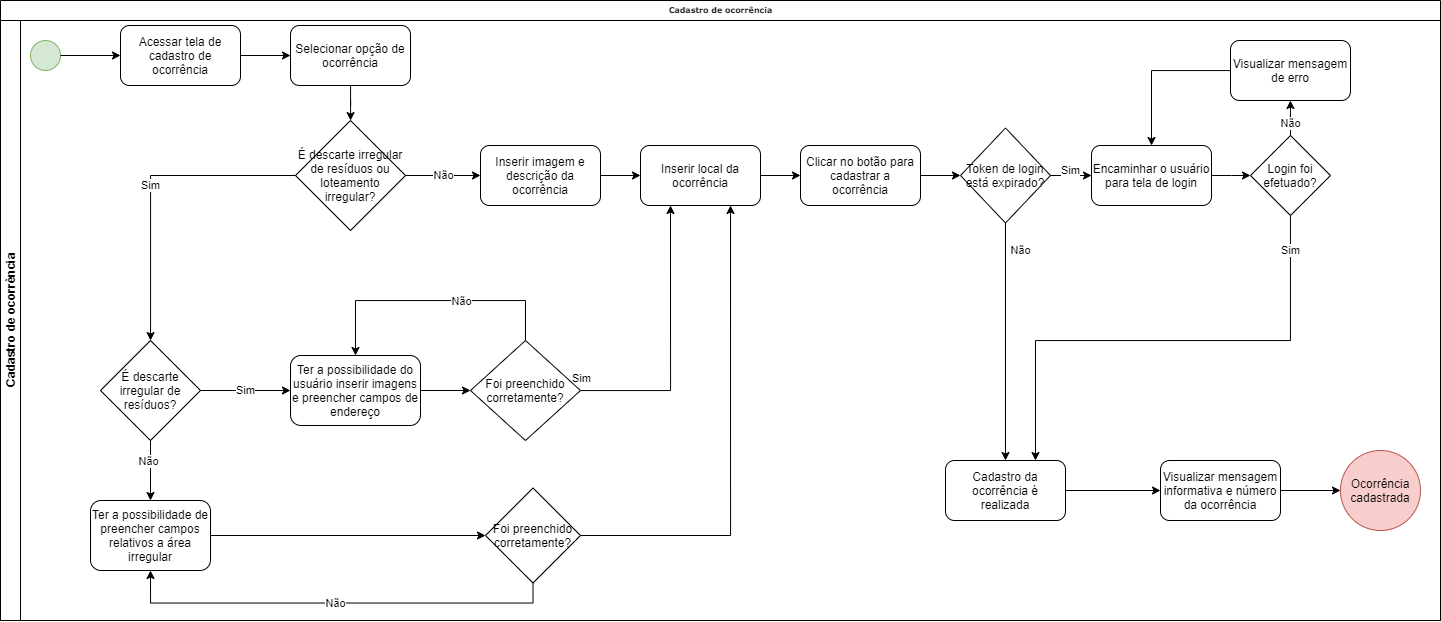 Cadastro de ocorrência
Cadastro de ocorrência
Acessar tela de
cadastro de
ocorrência
Selecionar opção de
ocorrência
É descarte irregular
de resíduos ou
loteamento
irregular?
Sim
Não
Inserir imagem e
descrição da
ocorrência
Inserir local da
ocorrência
Clicar no botão para
cadastrar a
ocorrência
Token de login
está expirado?
Sim
Não
Encaminhar o usuário
para tela de login
Login foi
efetuado?
Não
Visualizar mensagem
de erro
Sim
É descarte
irregular de
resíduos?
Sim
Ter a possibilidade do
usuário inserir imagens
e preencher campos de
endereço
Não
Foi preenchido
corretamente?
Sim
Não
Ter a possibilidade de
preencher campos
relativos a área
irregular
Foi preenchido
corretamente?
Não
Cadastro da
ocorrência é
realizada
Visualizar mensagem
informativa e número
da ocorrência
Ocorrência
cadastrada